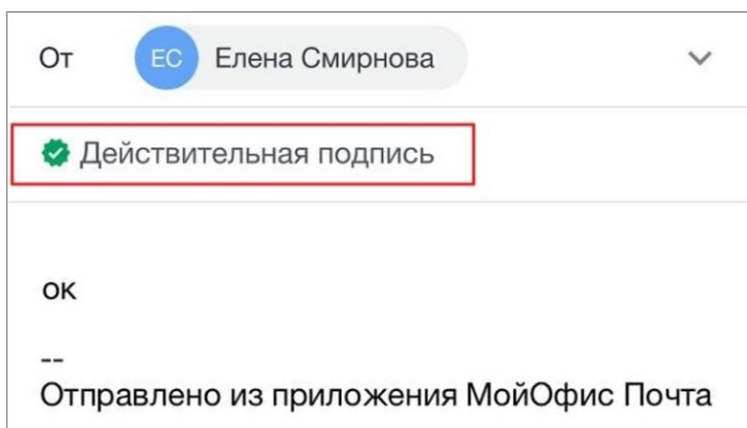 От ЕС Елена Смирнова
Действительная подпись
ок
--
Отправлено из приложения МойОфис Почта